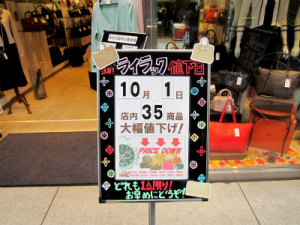 ライラック値下日
10月1日
店内35商品
大幅値下げ!
PRICE DOWN
どれも1点限り!
お早めにどうぞ!